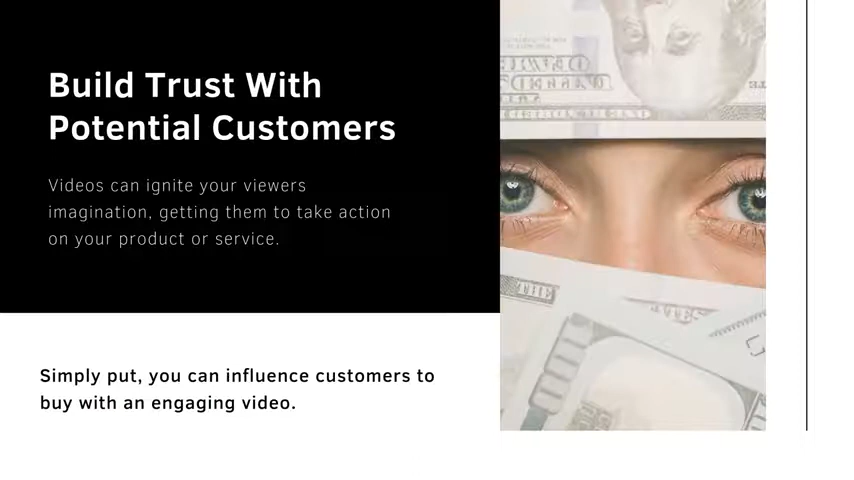 Build Trust With
Potential Customers
Videos can ignite your viewers
imagination, getting them to take action
on your product or service.
Simply put, you can influence customers to
buy with an engaging video.